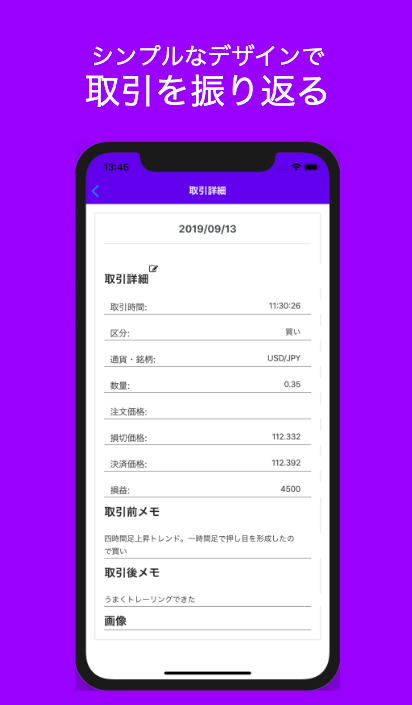 シンプルなデザインで
取引を振り返る
13:45
取引詳細
2019/09/13
取引詳細
取引時間: 11:30:26
区分: 買い
通貨・銘柄: USD/JPY
数量: 0.35
注文価格:
損切価格: 112.332
決済価格: 112.392
損益: 4500
取引前メモ
四時間足上昇トレンド。一時間足で押し目を形成したの
で買い
取引後メモ
うまくトレーリングできた
画像